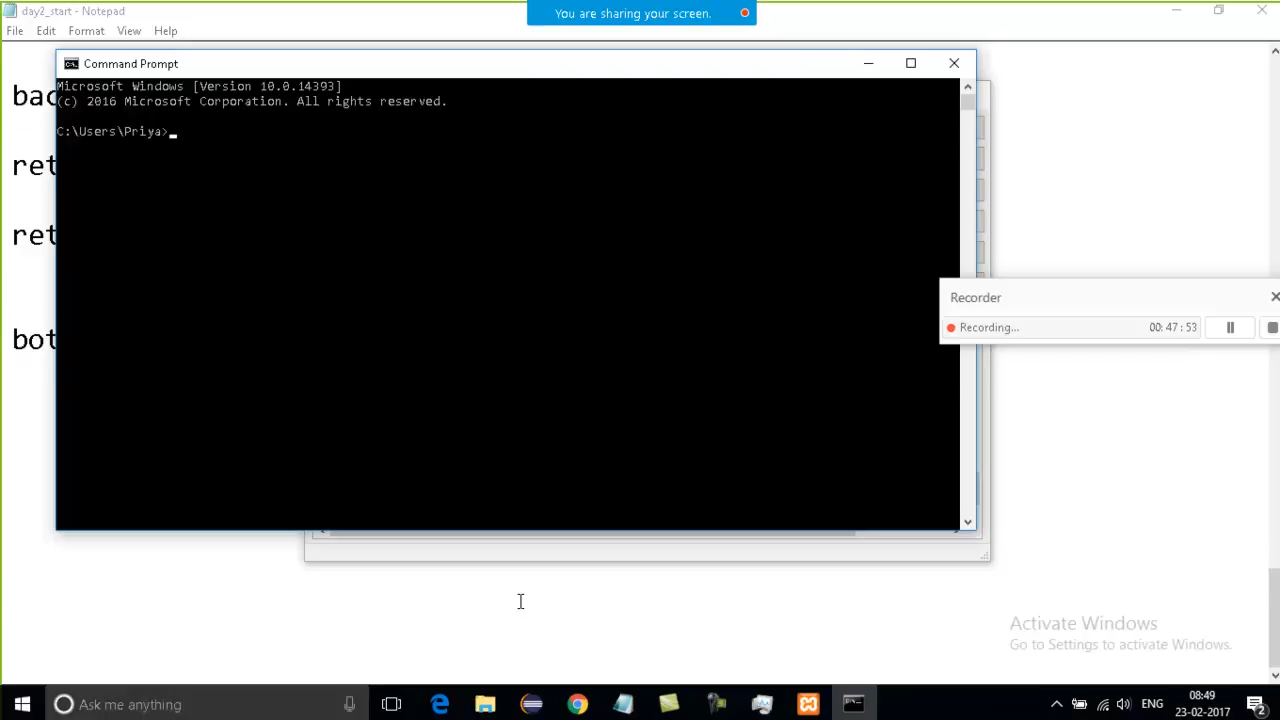 day2_start - Notepad
You are sharing your screen.
File Edit Format View Help
Command Prompt
Microsoft Windows [Version 10.0.14393]
(c) 2016 Microsoft Corporation. All rights reserved.
C:\Users\Priya>
bac
ret
ret
bot
Recorder
Recording...
00:47:53
Activate Windows
Go to Settings to activate Windows.
Ask me anything
ENG
08:49
23-02-2017
2